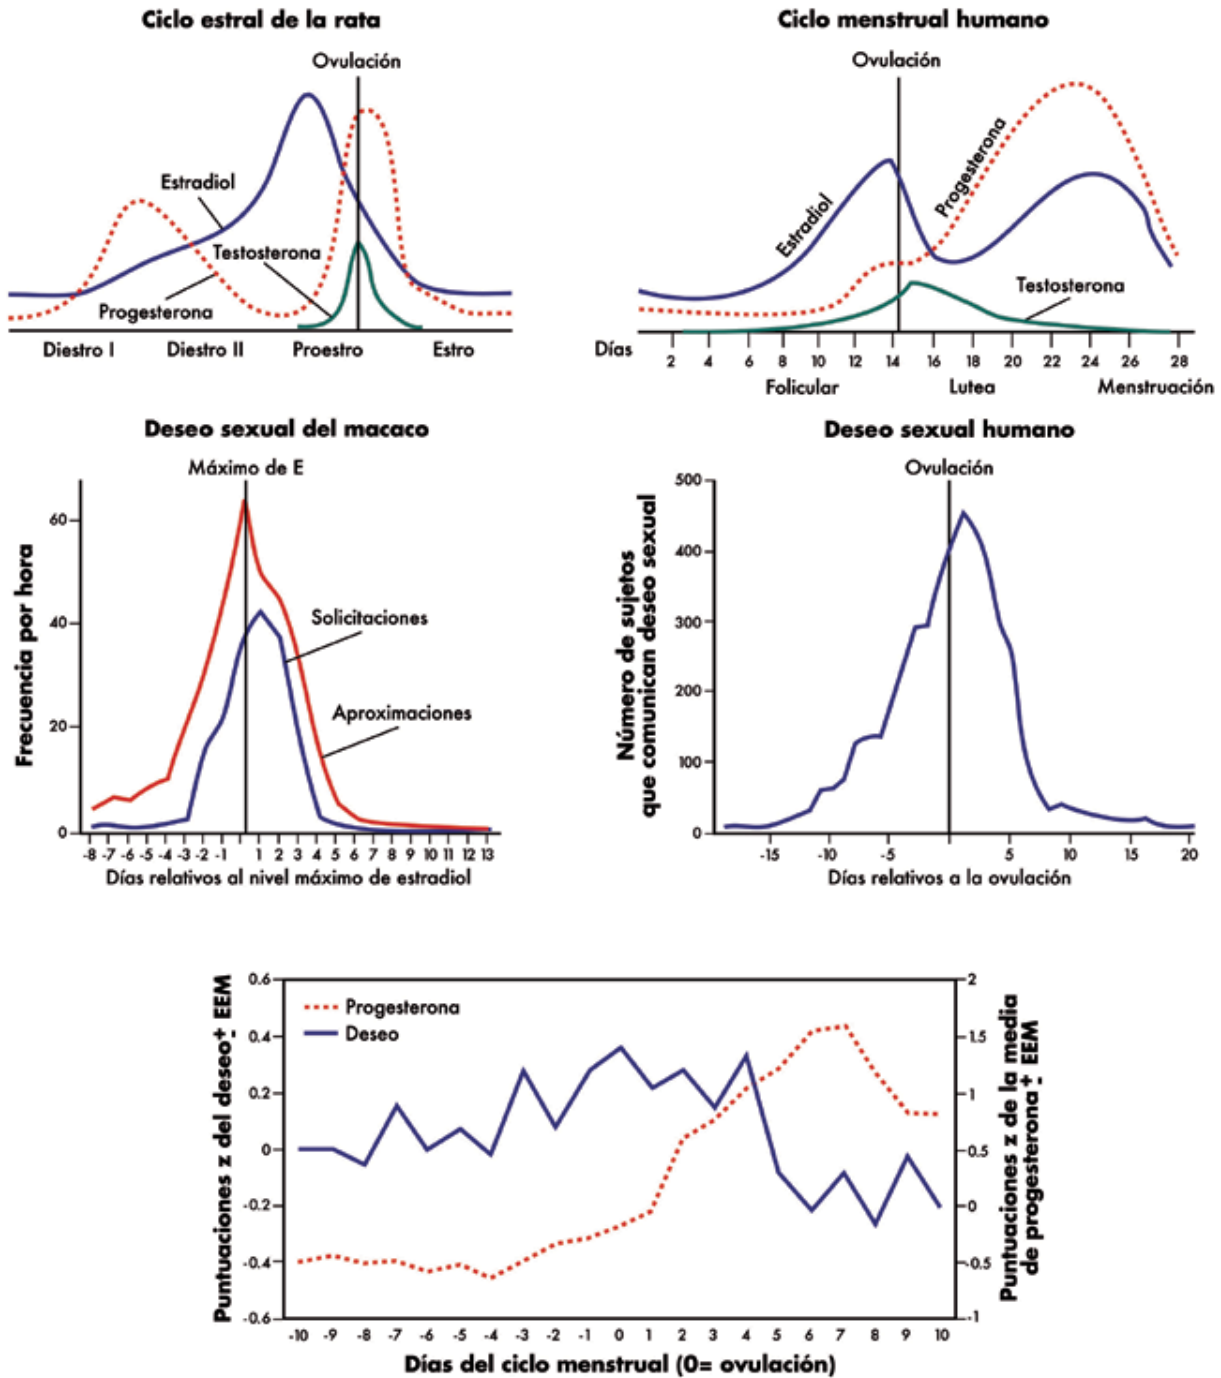 Ciclo estral de la rata
Ovulación
Estradiol
Testosterona
Progesterona
Diestro I Diestro II Proestro Estro
Ciclo menstrual humano
Ovulación
Estradiol
Progesterona
Testosterona
Días 2 4 6 8 10 12 14 16 18 20 22 24 26 28
Folicular Lutea Menstruación
Deseo sexual del macaco
Máximo de E
Frecuencia por hora
60
40
20
0
Solicitaciones
Aproximaciones
-8 -7 -6 -5 -4 -3 -2 -1 1 2 3 4 5 6 7 8 9 10 11 12 13
Días relativos al nivel máximo de estradiol
Deseo sexual humano
Ovulación
Número de sujetos
que comunican deseo sexual
500
400
300
200
100
0
-15 -10 -5 5 10 15 20
Días relativos a la ovulación
Puntuaciones z del deseo ± EEM
0.6
0.4
0.2
0
-0.2
-0.4
-0.6
Progesterona
Deseo
2
1.5
1
0.5
0
-0.5
-1
Puntuaciones z de la media
de progesterona ± EEM
-10 -9 -8 -7 -6 -5 -4 -3 -2 -1 0 1 2 3 4 5 6 7 8 9 10
Días del ciclo menstrual (0= ovulación)